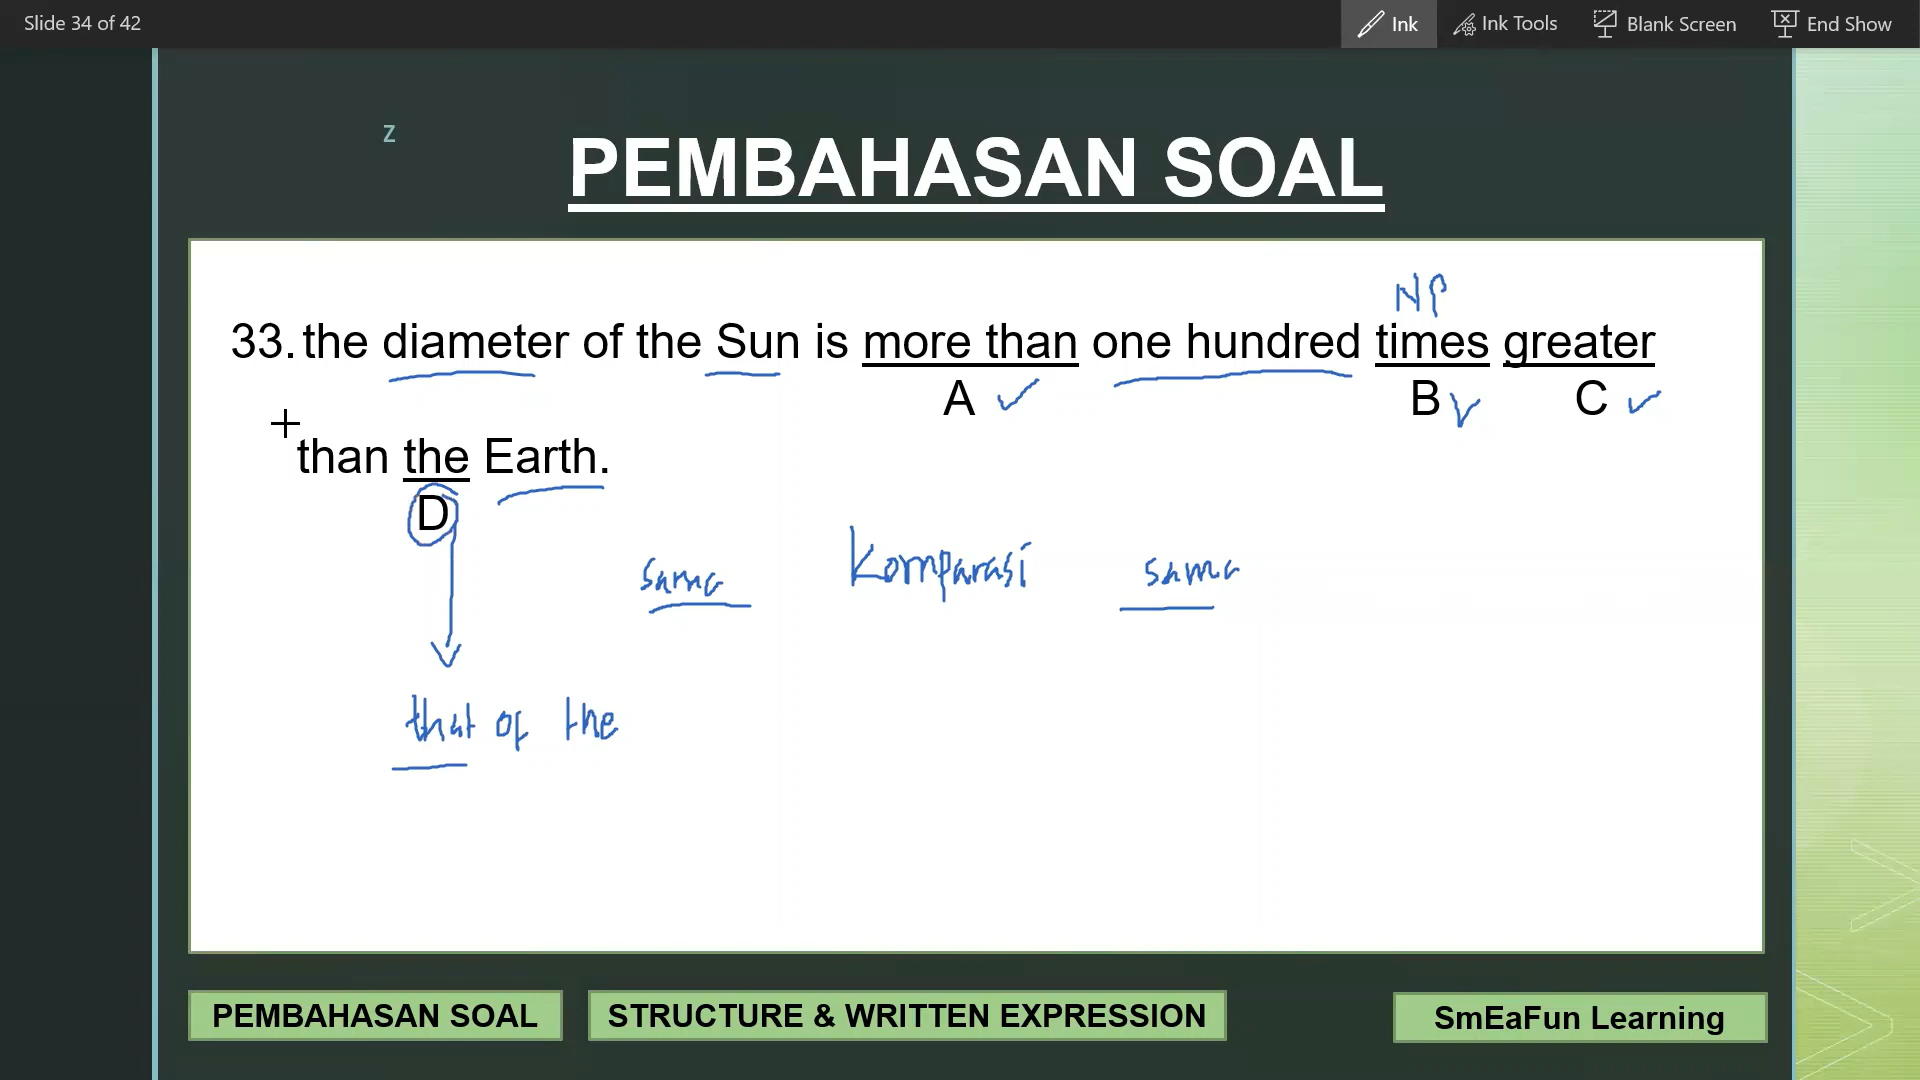 Slide 34 of 42
Ink
Ink Tools
Blank Screen
End Show
z
PEMBAHASAN SOAL
NP
33. the diameter of the Sun is more than one hundred times greater
A B C
than the Earth.
D
sama komparasi sama
that of the
PEMBAHASAN SOAL
STRUCTURE & WRITTEN EXPRESSION
SmEaFun Learning